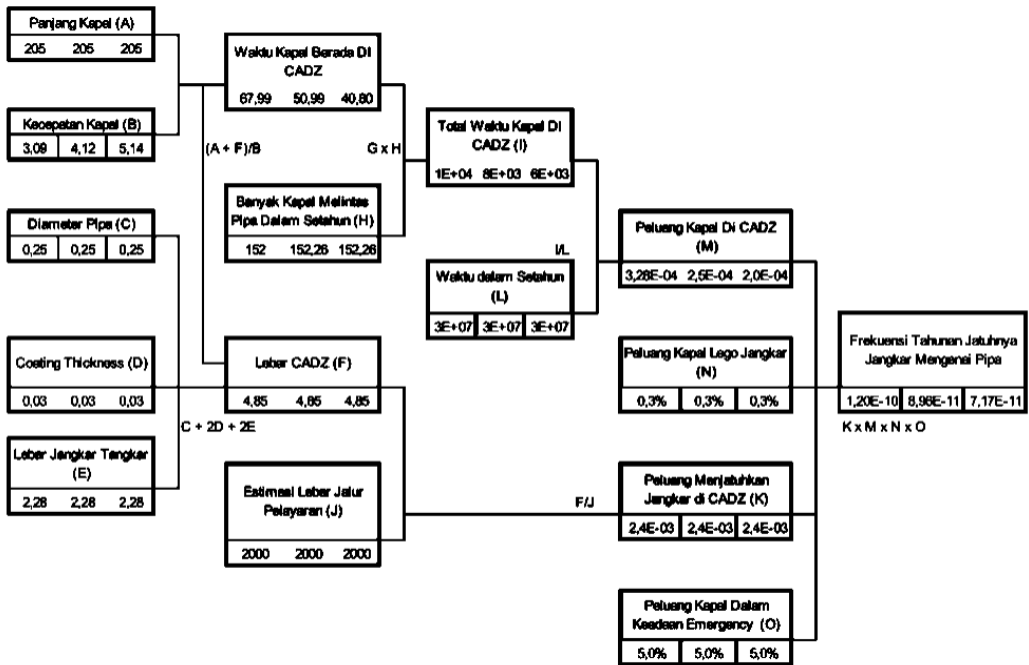 Panjang Kapal (A)
205 205 205
Kecepatan Kapal (B)
3,09 4,12 5,14
Diameter Pipa (C)
0,25 0,25 0,25
Coating Thickness (D)
0,03 0,03 0,03
Lebar Jangkar Tangkar
(E)
2,28 2,28 2,28
(A + F)/B
C + 2D + 2E
Waktu Kapal Berada DI
CADZ
67,99 50,99 40,80
Banyak Kapal Melintas
Pipa Dalam Setahun (H)
152 152,26 152,26
Lebar CADZ (F)
4,85 4,85 4,85
Estimasi Lebar Jalur
Pelayaran (J)
2000 2000 2000
G x H
Total Waktu Kapal DI
CADZ (I)
1E+04 8E+03 6E+03
Waktu dalam Setahun
(L)
3E+07 3E+07 3E+07
I/L
F/J
Peluang Kapal Di CADZ
(M)
3,28E-04 2,5E-04 2,0E-04
Peluang Kapal Lego Jangkar
(N)
0,3% 0,3% 0,3%
Peluang Menjatuhkan
Jangkar di CADZ (K)
2,4E-03 2,4E-03 2,4E-03
Peluang Kapal Dalam
Keadaan Emergency (O)
5,0% 5,0% 5,0%
Frekuensi Tahunan Jatuhnya
Jangkar Mengenai Pipa
1,20E-10 8,96E-11 7,17E-11
K x M x N x O